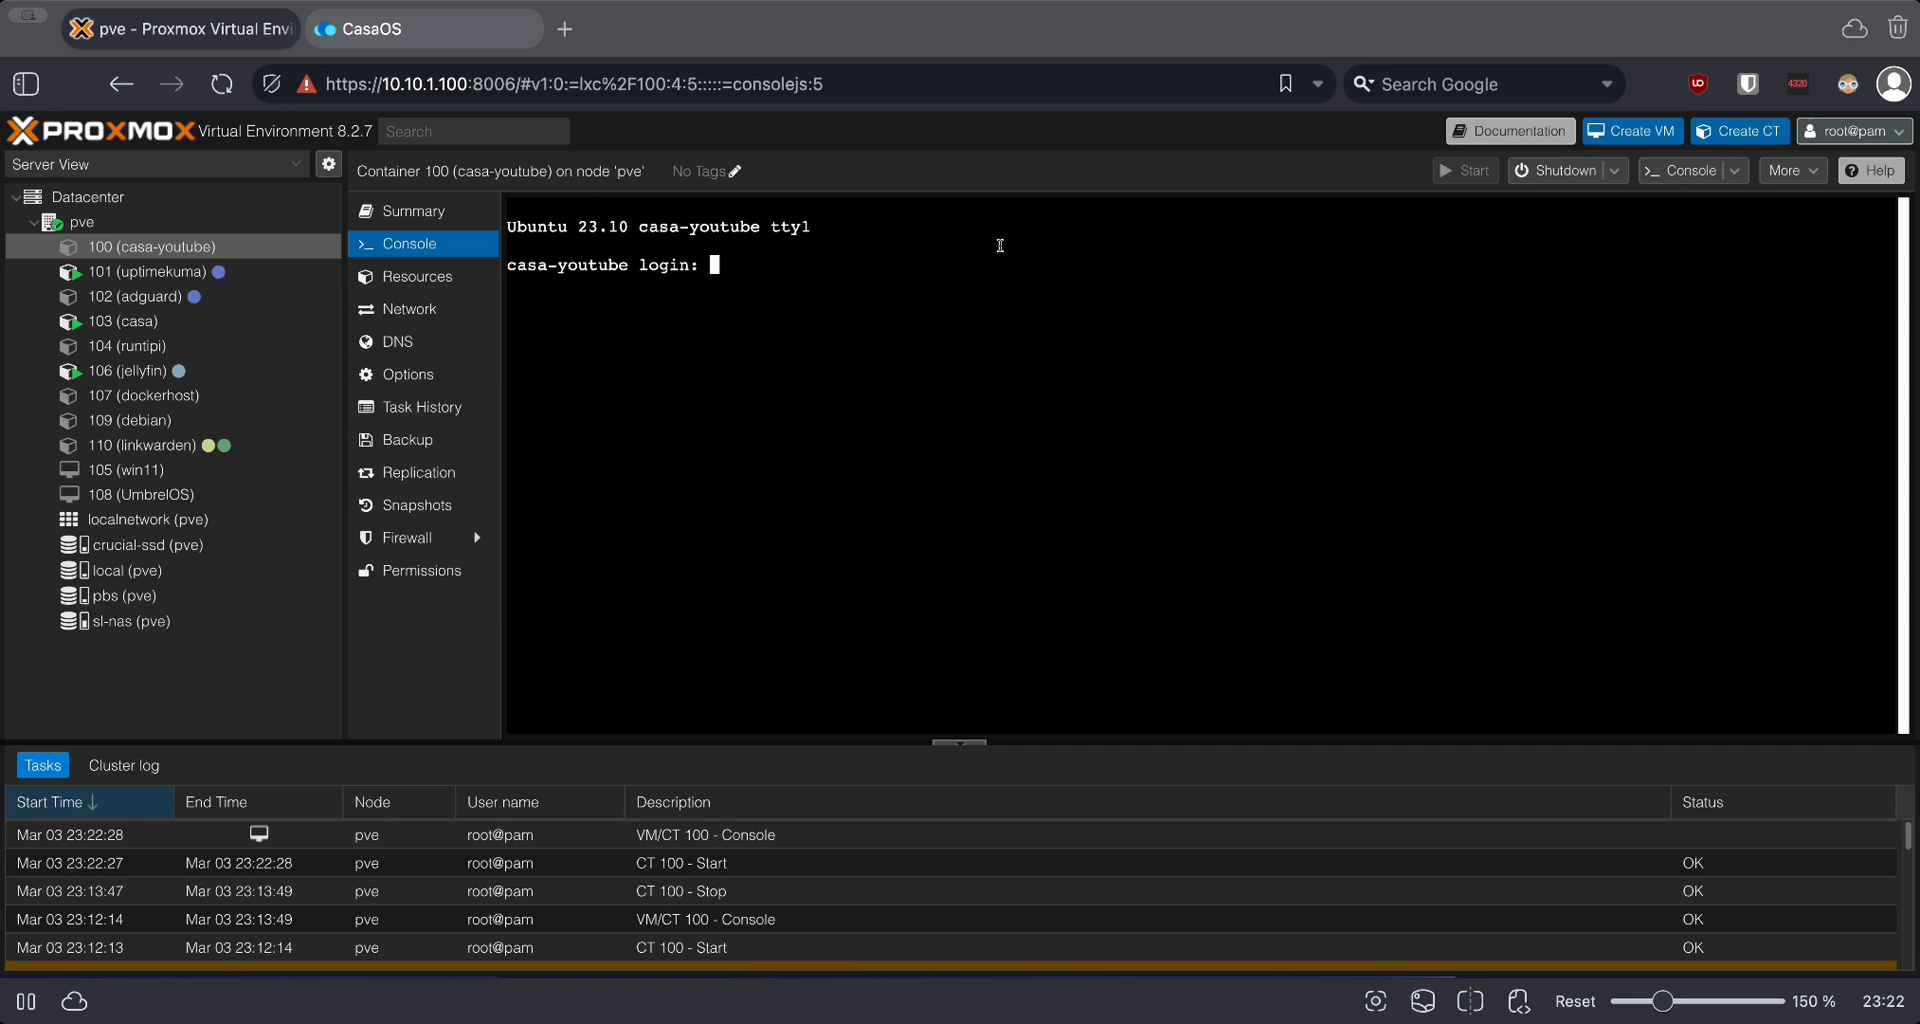 pve - Proxmox Virtual Envi
CasaOS
https://10.10.1.100:8006/#v1:0:=lxc%2F100:4:5:::::=consolejs:5
Search Google
4320
PROXMOX Virtual Environment 8.2.7
Search
Documentation
Create VM
Create CT
root@pam
Server View
Container 100 (casa-youtube) on node 'pve'
No Tags
Start
Shutdown
Console
More
Help
Datacenter
pve
100 (casa-youtube)
101 (uptimekuma)
102 (adguard)
103 (casa)
104 (runtipi)
106 (jellyfin)
107 (dockerhost)
109 (debian)
110 (linkwarden)
105 (win11)
108 (UmbrelOS)
localnetwork (pve)
crucial-ssd (pve)
local (pve)
pbs (pve)
sl-nas (pve)
Summary
Console
Resources
Network
DNS
Options
Task History
Backup
Replication
Snapshots
Firewall
Permissions
Ubuntu 23.10 casa-youtube tty1
casa-youtube login:
Tasks
Cluster log
Start Time End Time Node User name Description Status
Mar 03 23:22:28 pve root@pam VM/CT 100 - Console
Mar 03 23:22:27 Mar 03 23:22:28 pve root@pam CT 100 - Start OK
Mar 03 23:13:47 Mar 03 23:13:49 pve root@pam CT 100 - Stop OK
Mar 03 23:12:14 Mar 03 23:13:49 pve root@pam VM/CT 100 - Console OK
Mar 03 23:12:13 Mar 03 23:12:14 pve root@pam CT 100 - Start OK
Reset
150 %
23:22